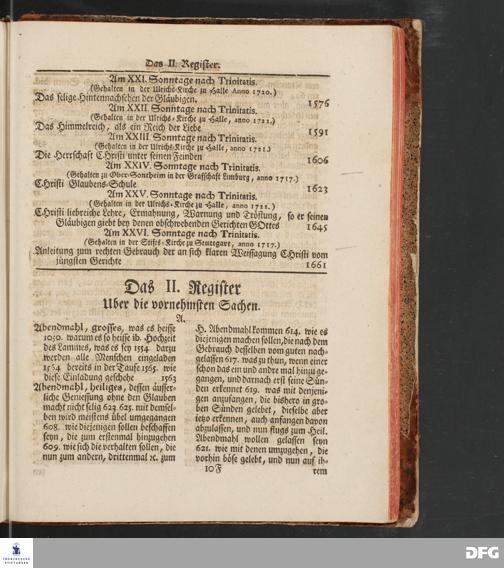 Das II. Register.
Am XXI. Sonntage nach Trinitatis.
(Gehalten in der Ulrichs-Kirche zu Halle Anno 1720.)
Das selige Hintennachsehen der Gläubigen. 1576
Am XXII. Sonntage nach Trinitatis.
(Gehalten in der Ulrichs-Kirche zu Halle, anno 1721.)
Das Himmelreich, als ein Reich der Liebe 1591
Am XXIII Sonntage nach Trinitatis.
(Gehalten in der Ulrichs-Kirche zu Halle, anno 1721.)
Die Herrschaft CHristi unter seinen Feinden 1606
Am XXIV. Sonntage nach Trinitatis.
(Gehalten zu Ober-Sontheim in der Graffschaft Limburg, anno 1717.)
CHristi Glaubens-Schule 1623
Am XXV. Sonntage nach Trinitatis.
(Gehalten in der Ulrichs-Kirche zu Halle, anno 1721.)
CHristi liebreiche Lehre, Ermahnung, Warnung und Tröstung, so er seinen
Gläubigen giebt bey denen obschwebenden Gerichten GOttes 1645
Am XXVI. Sonntage nach Trinitatis.
(Gehalten in der Stifts-Kirche zu Stuttgart, anno 1717.)
Anleitung zum rechten Gebrauch der an sich klaren Weissagung CHristi vom
jüngsten Gerichte 1661
Das II. Register
Uber die vornehmsten Sachen.
A.
Abendmahl, grosses, was es heisse
1050. warum es so heisse ib. Hochzeit
des Lammes, was es sey 1554 darzu
werden alle Menschen eingeladen
1564 bereits in der Taufe 1565. wie
diese Einladung geschehe 1563
Abendmahl, heiliges, dessen äusser-
liche Geniessung ohne den Glauben
macht nicht selig 623. 625. mit demsel-
ben wird meistens übel umgegangen
608. wie diejenigen sollen beschaffen
seyn, die zum erstenmal hinzugehen
609. wie sich die verhalten sollen, die
nun zum andern, drittenmal ꝛc. zum
H. Abendmahl kommen 614. wie es
diejenigen machen sollen, die nach dem
Gebrauch desselben vom guten nach-
gelassen 617. was zu thun, wenn einer
schon das ein und andre mal hinzu ge-
gangen, und darnach erst seine Sün-
den erkennet 619. was mit denjeni-
gen anzufangen, die bishero in gro-
ben Sünden gelebet, dieselbe aber
ietzo erkennen, auch anfangen davon
abzulassen, und nun flugs zum Heil.
Abendmahl wollen gelassen seyn
621. wie mit denen umzugehen, die
vorhin böse gelebt, und nun auf ih-
10 F rem
FRANCKESCHE STIFTUNGEN
DFG